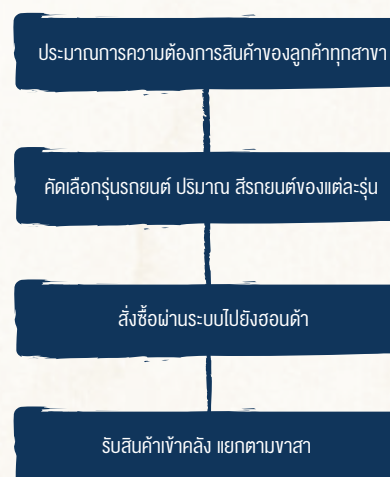 ประมาณการความต้องการสินค้าของลูกค้าทุกสาขา
คัดเลือกรุ่นรถยนต์ ปริมาณ สีรถยนต์ของแต่ละรุ่น
สั่งซื้อผ่านระบบไปยังฮอนด้า
รับสินค้าเข้าคลัง แยกตามขาสา